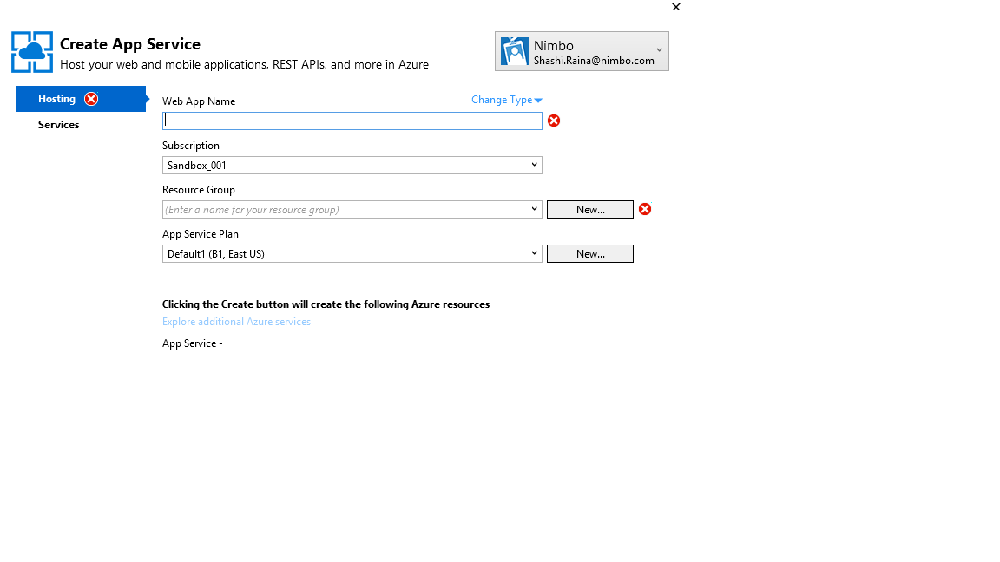 Create App Service
Host your web and mobile applications, REST APIs, and more in Azure
Nimbo
Shashi.Raina@nimbo.com
Hosting
Services
Web App Name
Change Type
Subscription
Sandbox_001
Resource Group
(Enter a name for your resource group)
New...
App Service Plan
Default1 (B1, East US)
New...
Clicking the Create button will create the following Azure resources
Explore additional Azure services
App Service -